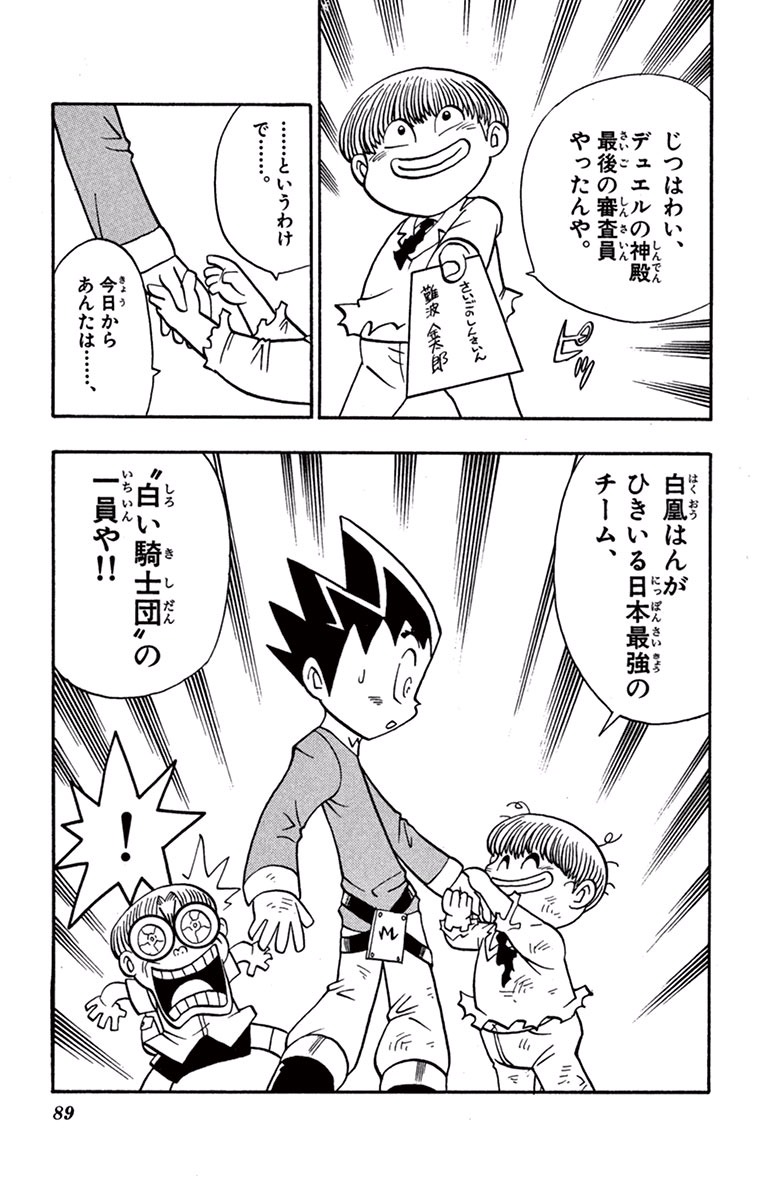 じつはわい、
デュエルの神殿
最後の審査員
やったんや。
さいごのしんさいん
難波 金太郎
ピッ
……というわけ
で……。
今日から
あんたは……、
白凰はんが
ひきいる日本最強の
チーム、
〝白い騎士団〟の
一員や!!
!
M
89